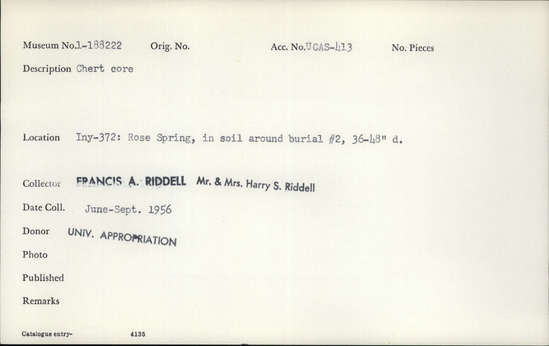 Museum No.1-188222 Orig. No. Acc. No.UCAS-413 No. Pieces
Description Chert core
Location Iny-372: Rose Spring, in soil around burial #2, 36-48" d.
Collector FRANCIS A. RIDDELL Mr. & Mrs. Harry S. Riddell
Date Coll. June-Sept. 1956
Donor UNIV. APPROPRIATION
Photo
Published
Remarks
Catalogue entry- 4135